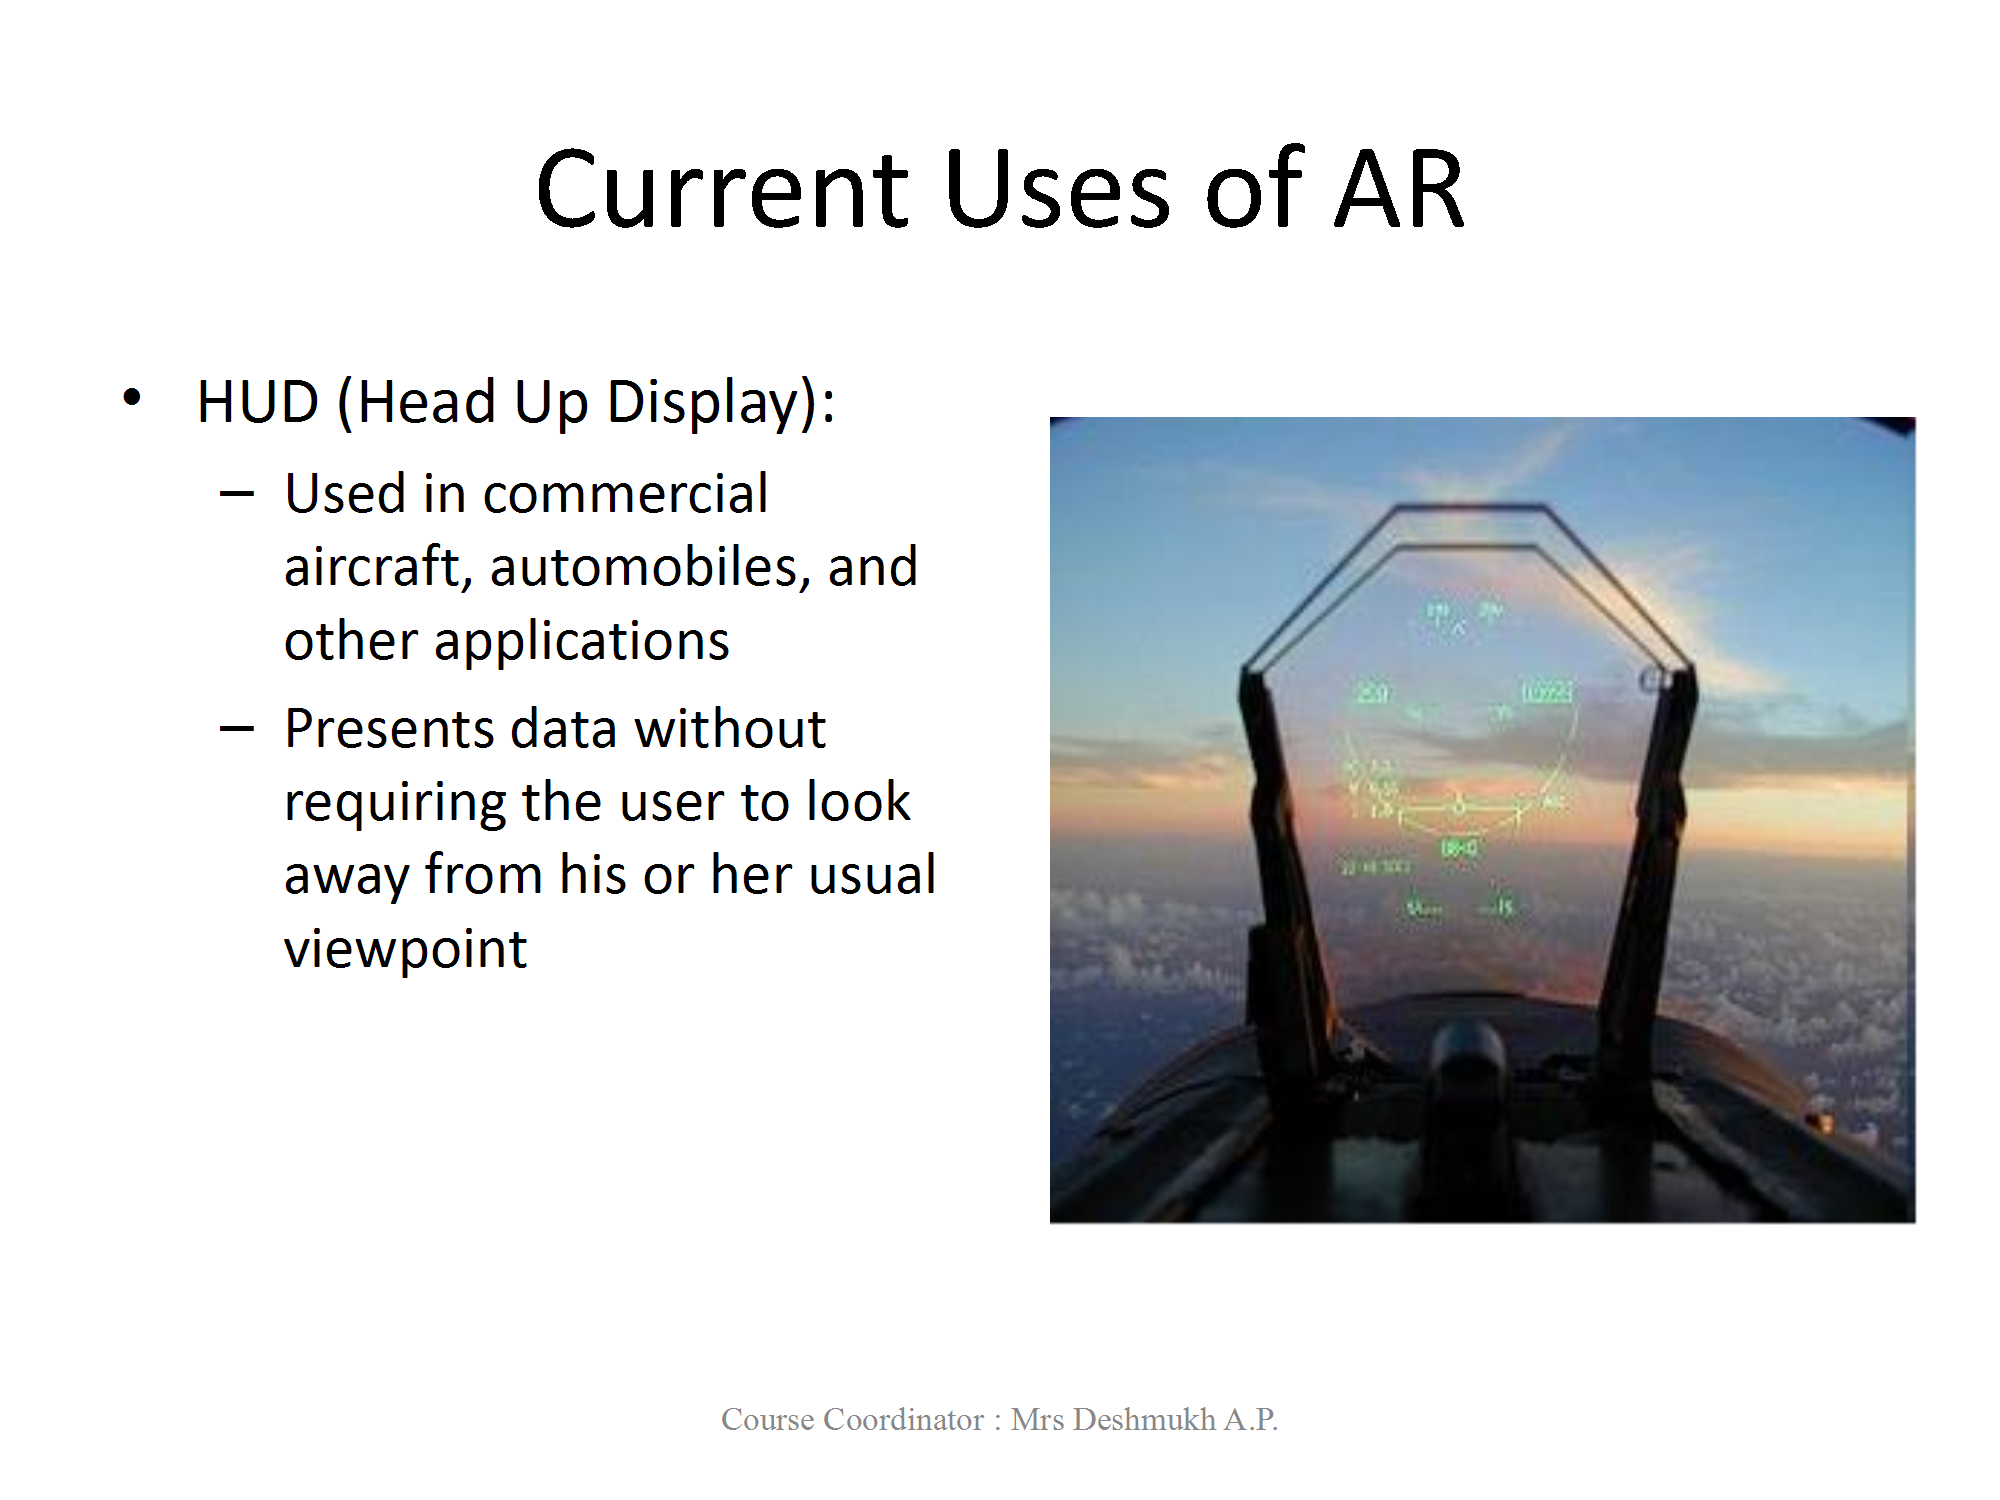 Current Uses of AR
• HUD (Head Up Display):
– Used in commercial
aircraft, automobiles, and
other applications
– Presents data without
requiring the user to look
away from his or her usual
viewpoint
Course Coordinator : Mrs Deshmukh A.P.